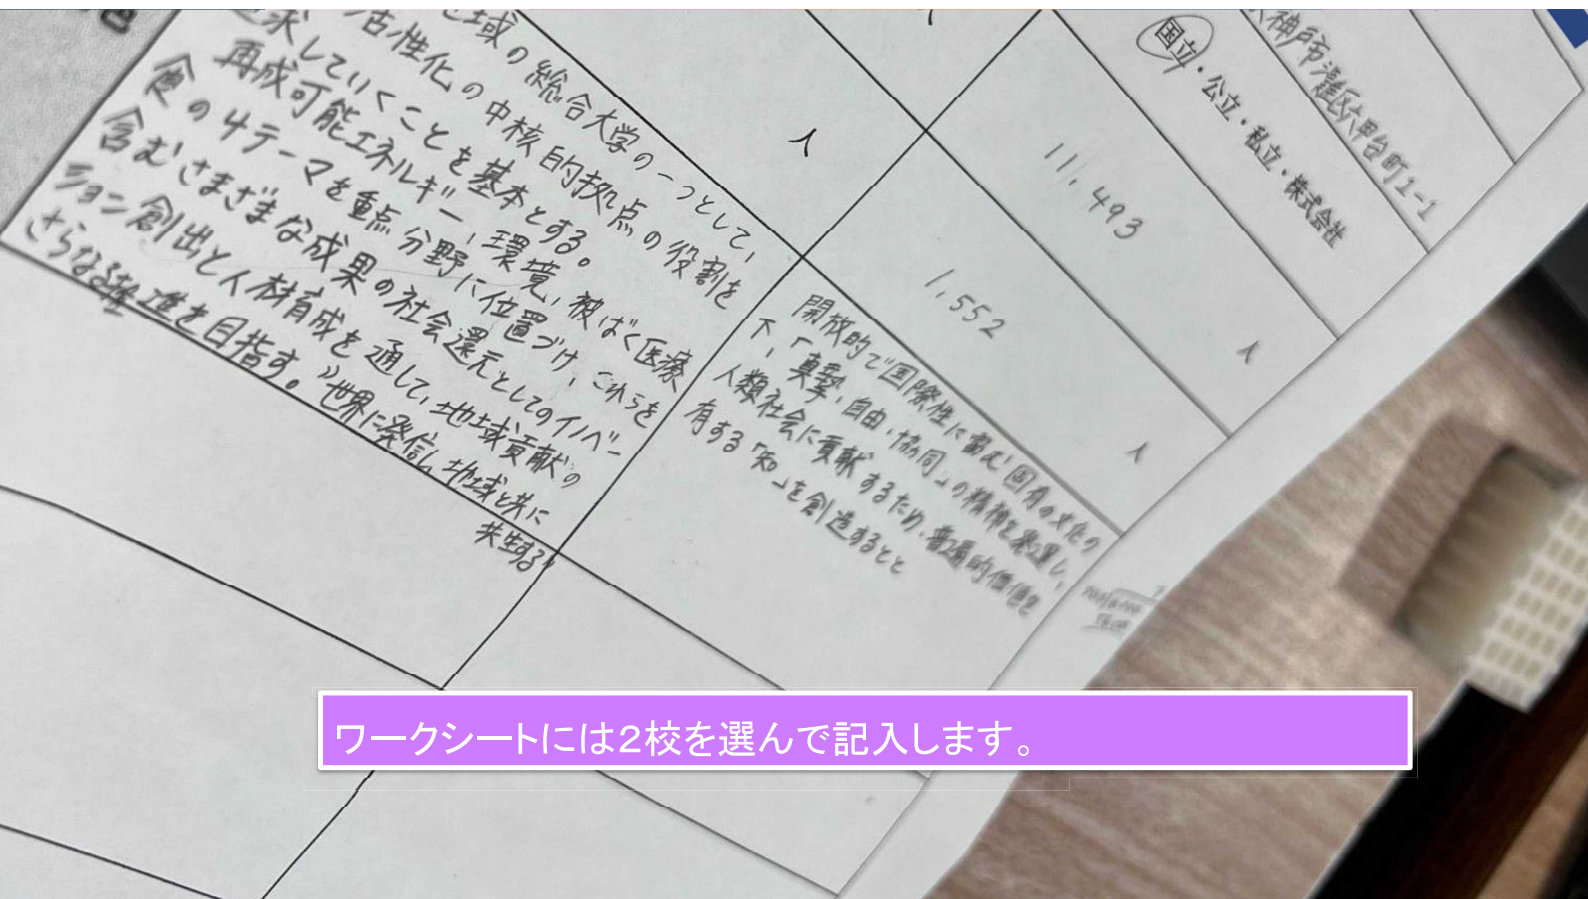 神戸市灘区六甲台町1-1
国立・公立・私立・株式会社
11,493
人
1,552
人
開放的で国際性に富む固有の文化の
下、「真摯・自由・協同」の精神を発揮し、
人類社会に貢献するため、普遍的価値を
有する「知」を創造すること
人
域の総合大学の一つとして、
活性化の中核的拠点の役割を
求していくことを基本とする。
再成可能エネルギー、環境、被ばく医療
食の4テーマを重点分野に位置づけ、これらを
含むさまざまな成果の社会還元としてのイノベー
ション創出と人材育成を通して、地域貢献の
さらなる推進を目指す。"世界に発信し、地域と共に
共生する"
ワークシートには２校を選んで記入します。